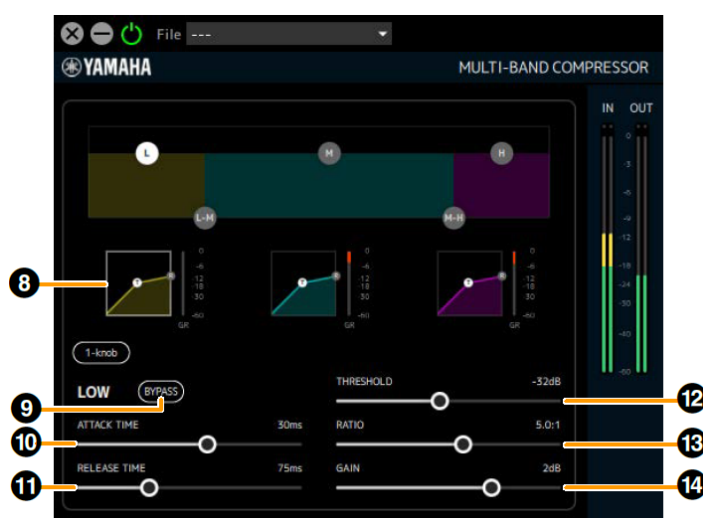 File ---
YAMAHA
MULTI-BAND COMPRESSOR
IN OUT
L M H
L-M M-H
0
-3
-6
-9
-12
-18
-24
-30
-40
-60
8
T R
0
-6
-12
-18
30
-60
GR
T R
0
-6
-12
-18
30
-60
GR
T R
0
-6
-12
-18
30
-60
GR
1-knob
LOW BYPASS
9
THRESHOLD -32dB
12
ATTACK TIME 30ms
10
RATIO 5.0:1
13
RELEASE TIME 75ms
11
GAIN 2dB
14